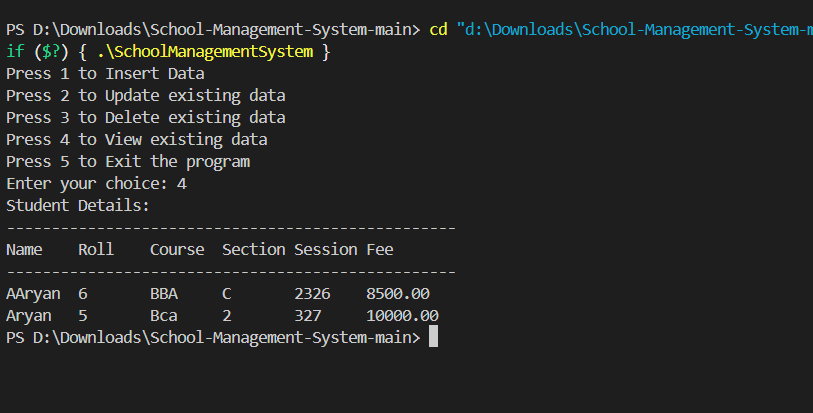 PS D:\Downloads\School-Management-System-main> cd "d:\Downloads\School-Management-System-m
if ($?) { .\SchoolManagementSystem }
Press 1 to Insert Data
Press 2 to Update existing data
Press 3 to Delete existing data
Press 4 to View existing data
Press 5 to Exit the program
Enter your choice: 4
Student Details:
--------------------------------------------------
Name    Roll    Course  Section Session Fee
--------------------------------------------------
AAryan  6       BBA     C       2326    8500.00
Aryan   5       Bca     2       327     10000.00
PS D:\Downloads\School-Management-System-main>